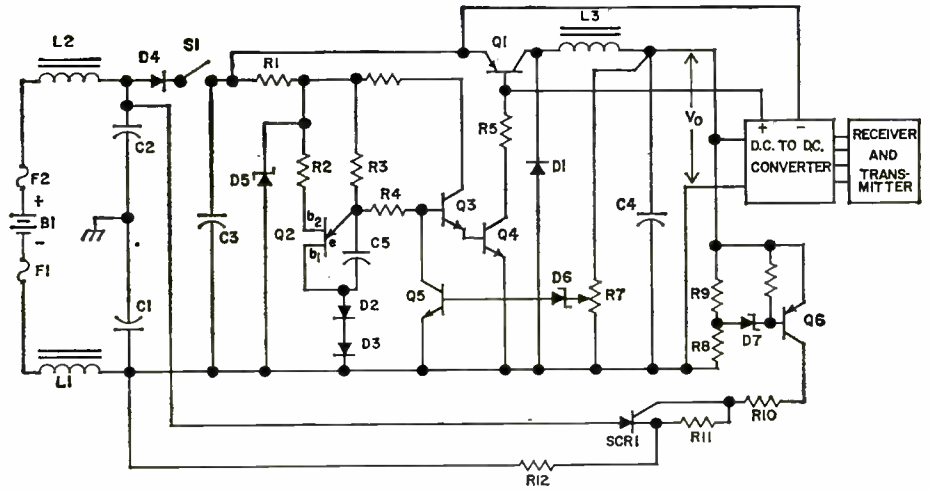 L2
D4
S1
R1
Q1
L3
C2
F2
+
B1
-
F1
C1
L1
C3
D5
R2
R3
R4
b2
b1
e
Q2
C5
D2
D3
Q3
Q4
Q5
R5
D1
D6
R7
C4
Vo
+ -
D.C. TO D.C.
CONVERTER
RECEIVER
AND
TRANS-
MITTER
R9
R8
D7
Q6
R10
R11
SCR1
R12